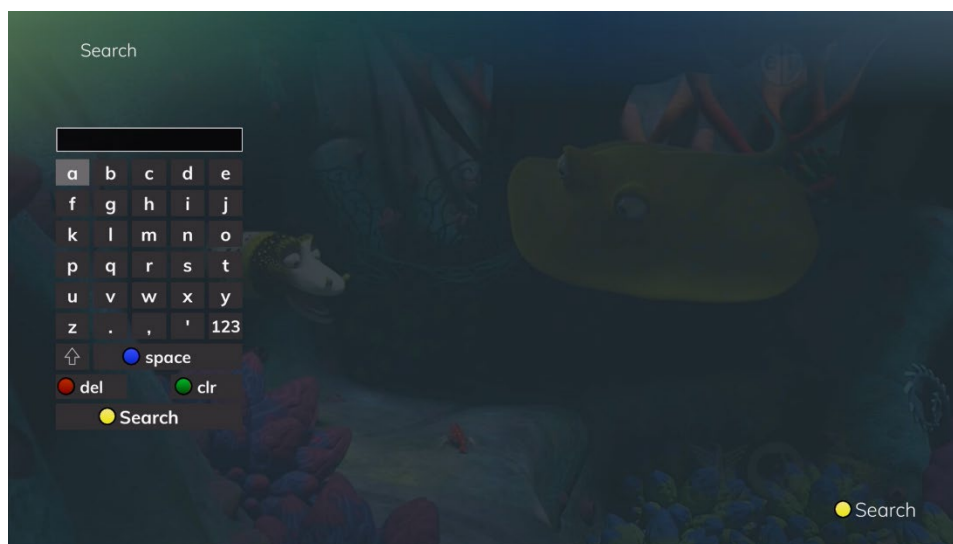 Search
a b c d e
f g h i j
k l m n o
p q r s t
u v w x y
z . , ' 123
space
del clr
Search
Search